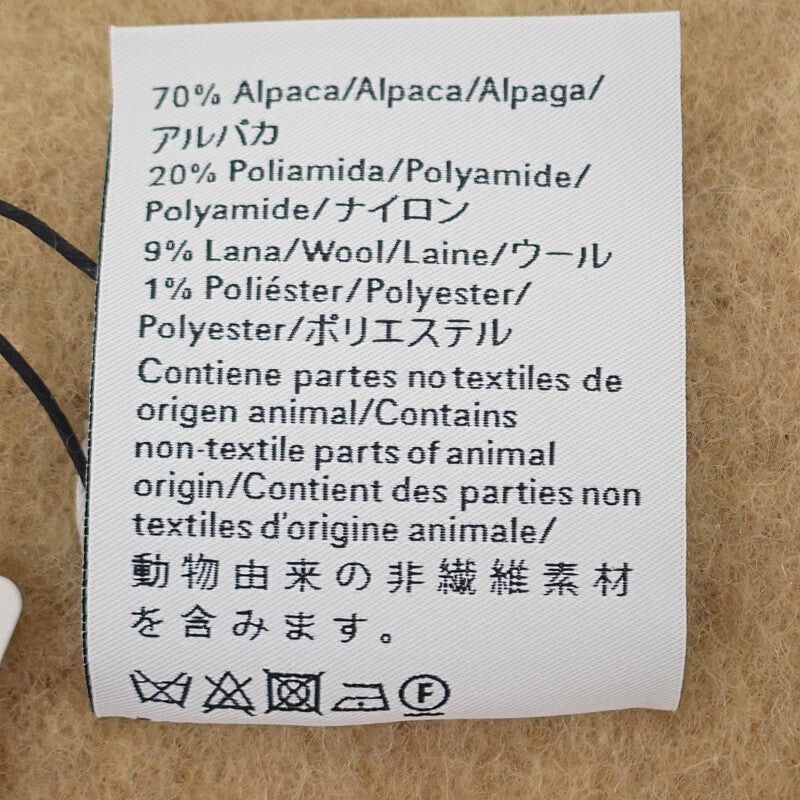 70% Alpaca/Alpaca/Alpaga/
アルパカ
20% Poliamida/Polyamide/
Polyamide/ナイロン
9% Lana/Wool/Laine/ウール
1% Poliéster/Polyester/
Polyester/ポリエステル
Contiene partes no textiles de
origen animal/Contains
non-textile parts of animal
origin/Contient des parties non
textiles d'origine animale/
動物由来の非繊維素材
を含みます。
F